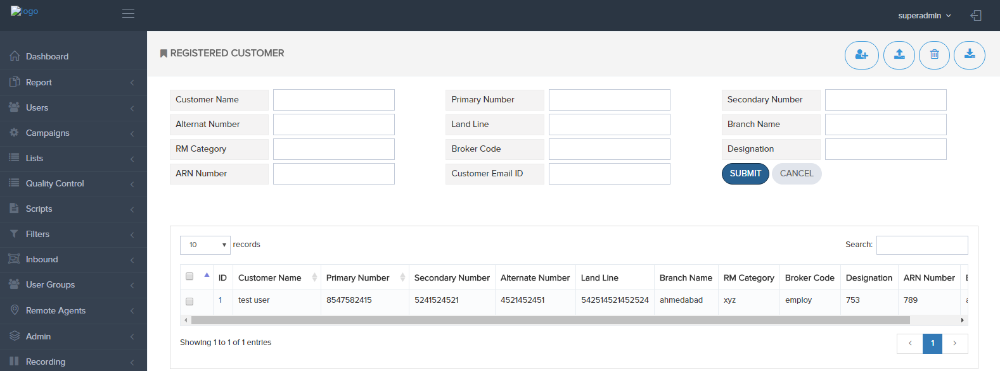 logo
superadmin
Dashboard
Report
Users
Campaigns
Lists
Quality Control
Scripts
Filters
Inbound
User Groups
Remote Agents
Admin
Recording
REGISTERED CUSTOMER
Customer Name Primary Number Secondary Number
Alternat Number Land Line Branch Name
RM Category Broker Code Designation
ARN Number Customer Email ID SUBMIT CANCEL
10 records Search:
ID Customer Name Primary Number Secondary Number Alternate Number Land Line Branch Name RM Category Broker Code Designation ARN Number
1 test user 8547582415 5241524521 4521452451 542514521452524 ahmedabad xyz employ 753 789
Showing 1 to 1 of 1 entries
1